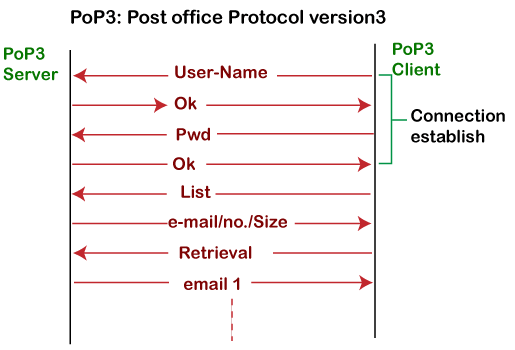 PoP3: Post office Protocol version3
PoP3
Server
PoP3
Client
User-Name
Ok
Connection
establish
Pwd
Ok
List
e-mail/no./Size
Retrieval
email 1